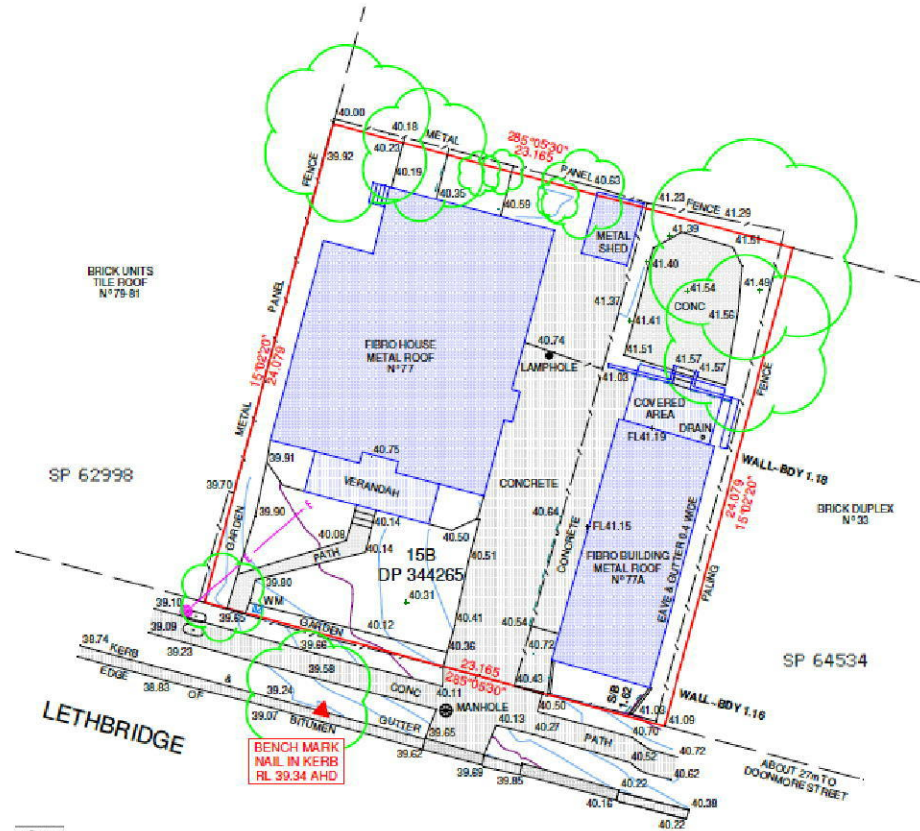 40.00
40.18
METAL
285°05'30"
23.165
40.23
39.92
FENCE
40.19
40.35
PANEL
40.63
40.59
41.23
FENCE
41.29
41.39
41.51
METAL
SHED
41.40
BRICK UNITS
TILE ROOF
Nº79-81
PANEL
41.37
41.54
41.48
CONC
41.56
41.41
FIBRO HOUSE
METAL ROOF
Nº77
40.74
LAMPHOLE
41.51
41.57
41.57
41.03
15°02'20"
24.079
FENCE
COVERED
AREA
METAL
DRAIN
FL41.19
40.75
39.91
WALL-BDY 1.18
SP 62998
39.70
VERANDAH
CONCRETE
24.079
15°02'20"
BRICK DUPLEX
Nº33
39.90
GARDEN
40.14
40.08
40.14
40.50
40.51
40.64
CONCRETE
FL41.15
PATH
15B
DP 344265
FIBRO BUILDING
METAL ROOF
Nº77A
EAVE & GUTTER 0.4 WIDE
PALING
39.80
WM
40.31
39.10
39.65
GARDEN
40.12
40.41
40.54
39.09
39.23
39.66
40.36
40.72
SP 64534
38.74
KERB
39.58
23.165
285°05'30"
40.43
EDGE
38.83
OF
4
39.24
CONC
40.11
40.50
S/B
1.62
41.03
41.09
WALL-BDY 1.16
LETHBRIDGE
39.07
BITUMEN
GUTTER
MANHOLE
39.65
40.13
40.27
40.70
PATH
40.72
BENCH MARK
NAIL IN KERB
RL 39.34 AHD
39.62
40.52
40.62
ABOUT 27m TO
DOONMORE STREET
39.69
39.85
40.22
40.16
40.38
40.22